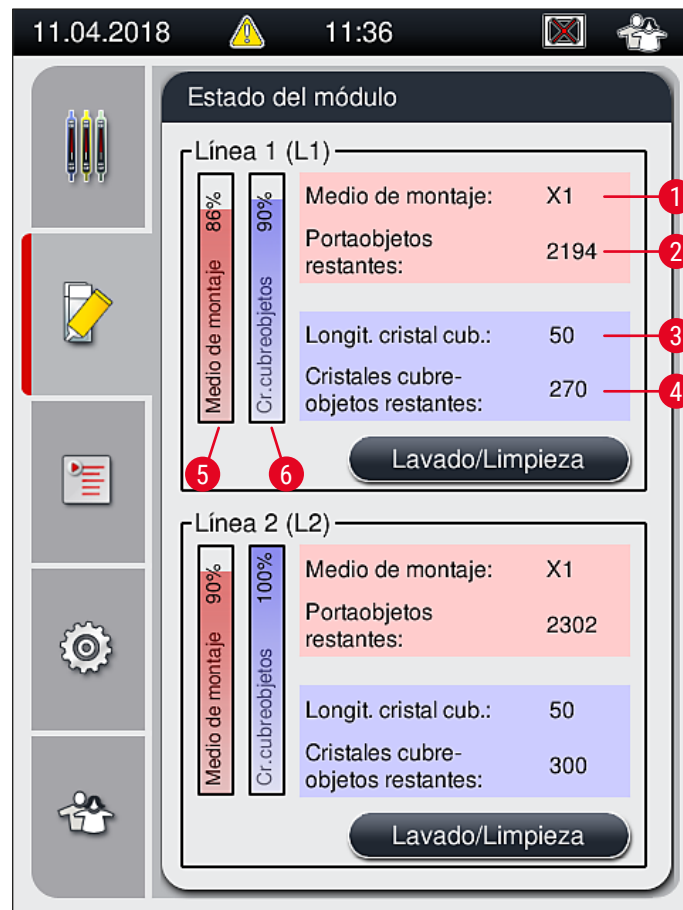 11.04.2018
11:36
Estado del módulo
Línea 1 (L1)
Medio de montaje 86%
Cr.cubreobjetos 90%
Medio de montaje: X1
1
Portaobjetos
restantes: 2194
2
Longit. cristal cub.: 50
3
Cristales cubre-
objetos restantes: 270
4
5
6
Lavado/Limpieza
Línea 2 (L2)
Medio de montaje 90%
Cr.cubreobjetos 100%
Medio de montaje: X1
Portaobjetos
restantes: 2302
Longit. cristal cub.: 50
Cristales cubre-
objetos restantes: 300
Lavado/Limpieza